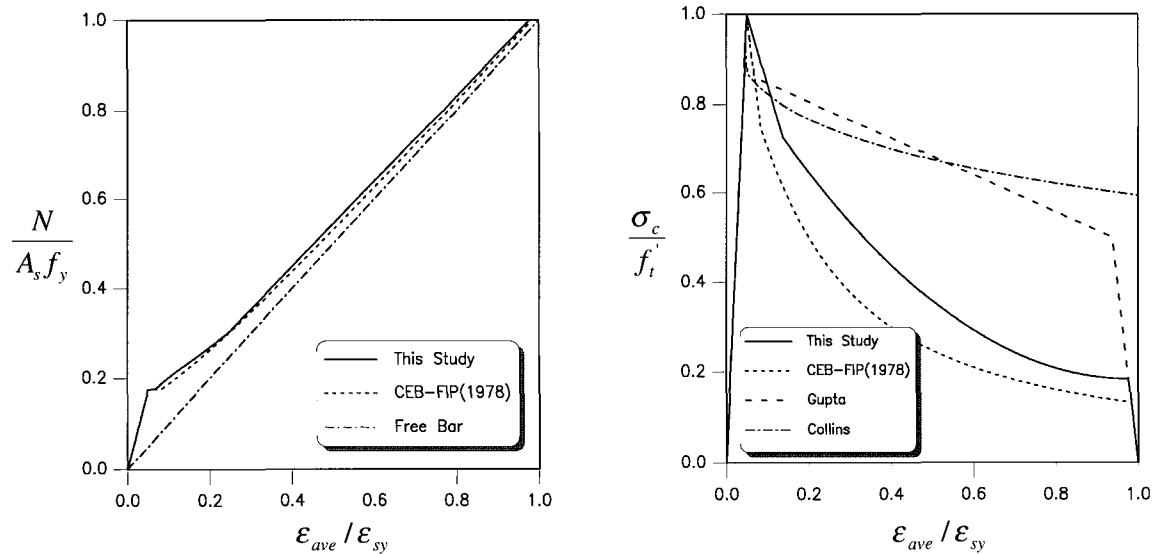 1.0
0.8
0.6
0.4
0.2
0.0
N
A_s f_y
This Study
CEB-FIP(1978)
Free Bar
0.0 0.2 0.4 0.6 0.8 1.0
ε_ave / ε_sy
1.0
0.8
0.6
0.4
0.2
0.0
σ_c
f_t'
This Study
CEB-FIP(1978)
Gupta
Collins
0.0 0.2 0.4 0.6 0.8 1.0
ε_ave / ε_sy